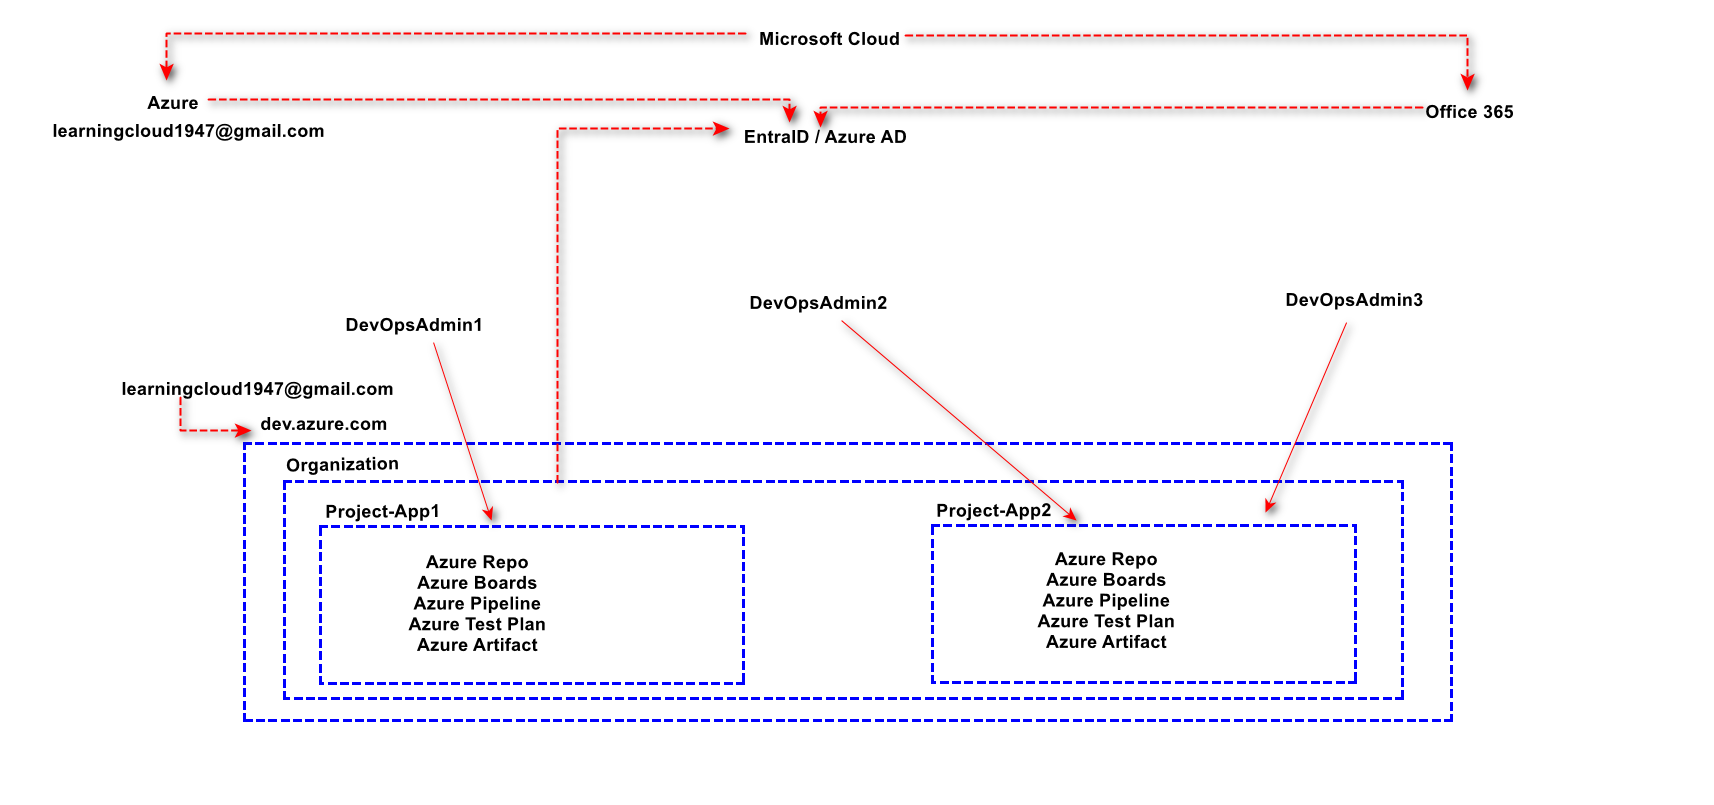 Microsoft Cloud
Azure
learningcloud1947@gmail.com
Office 365
EntraID / Azure AD
DevOpsAdmin1
DevOpsAdmin2
DevOpsAdmin3
learningcloud1947@gmail.com
dev.azure.com
Organization
Project-App1
Azure Repo
Azure Boards
Azure Pipeline
Azure Test Plan
Azure Artifact
Project-App2
Azure Repo
Azure Boards
Azure Pipeline
Azure Test Plan
Azure Artifact